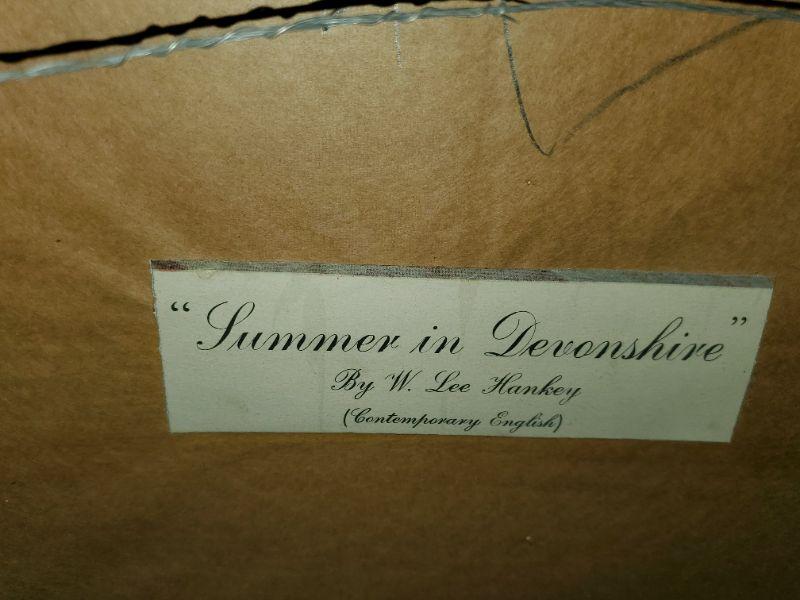 “Summer in Devonshire”
By W. Lee Hankey
(Contemporary English)